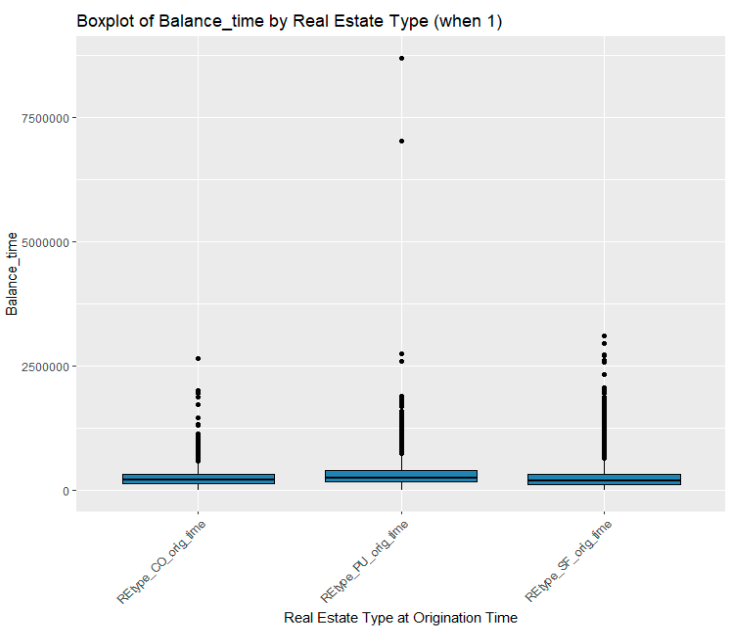 Boxplot of Balance_time by Real Estate Type (when 1)
Balance_time
7500000
5000000
2500000
0
REtype_CO_orig_time
REtype_PU_orig_time
REtype_SF_orig_time
Real Estate Type at Origination Time